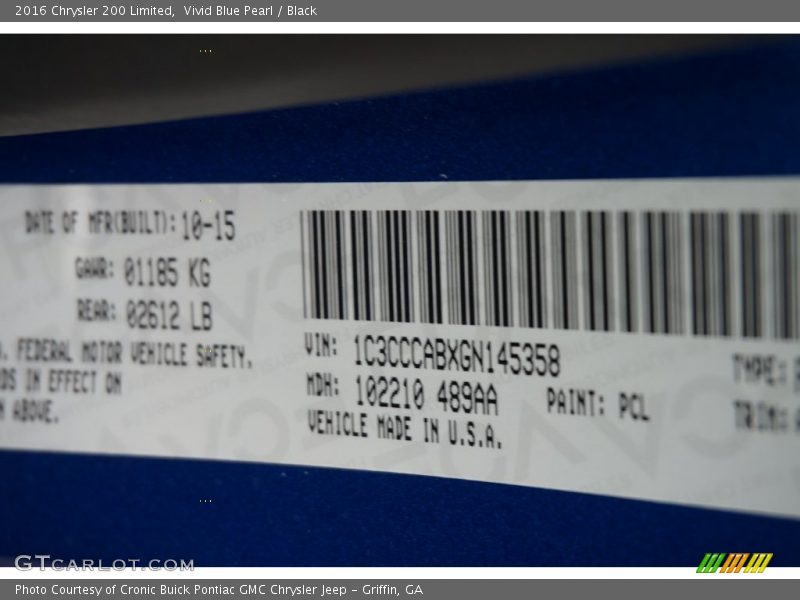 2016 Chrysler 200 Limited, Vivid Blue Pearl / Black
DATE OF MFR(BUILT): 10-15
GAWR: 01185 KG
REAR: 02612 LB
FEDERAL MOTOR VEHICLE SAFETY,
IN EFFECT ON
ABOVE.
VIN: 1C3CCCABXGN145358
MDH: 102210 489AA
PAINT: PCL
VEHICLE MADE IN U.S.A.
TYPE:
TRIM:
GTCARLOT.COM
Photo Courtesy of Cronic Buick Pontiac GMC Chrysler Jeep - Griffin, GA